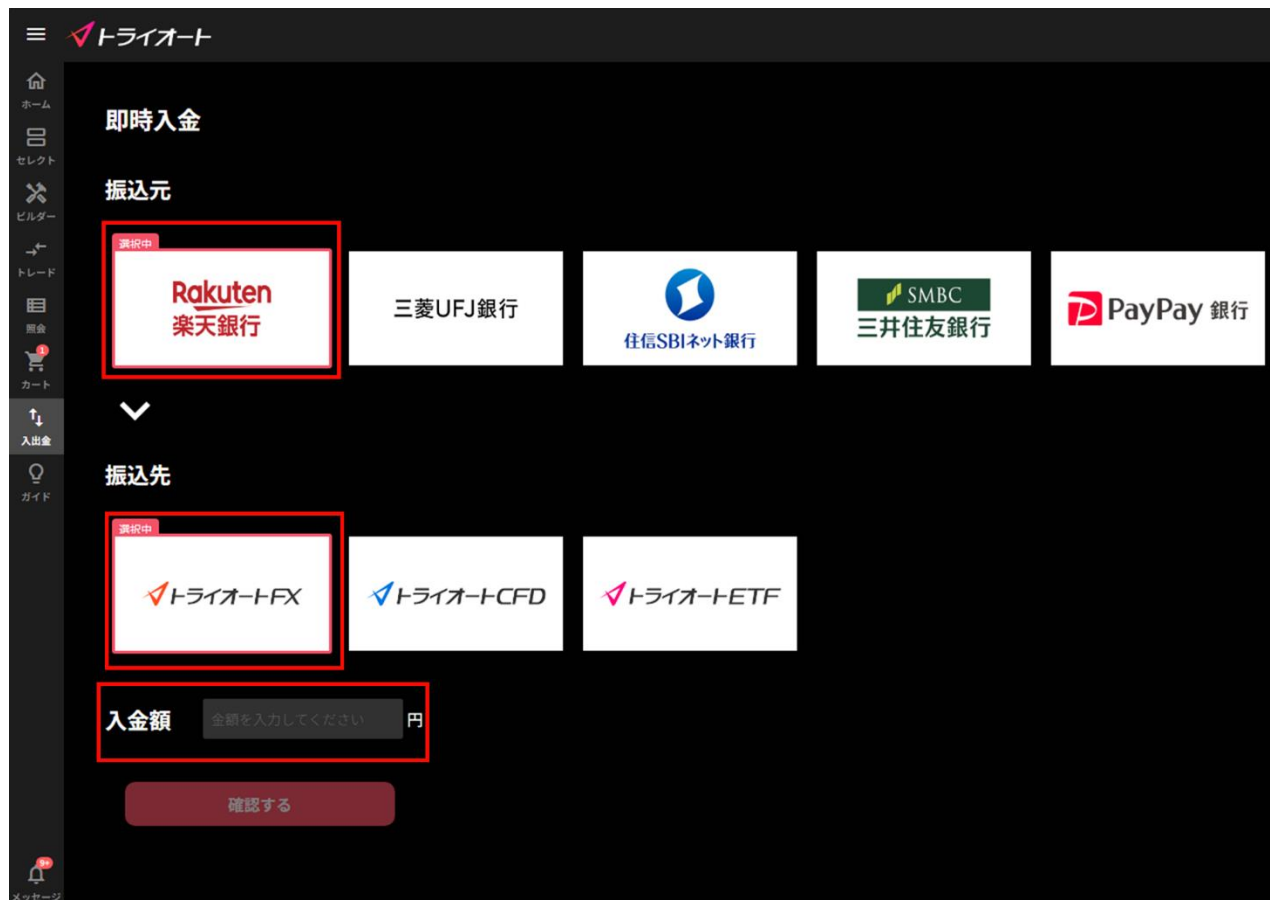 トライオート
ホーム
セレクト
ビルダー
トレード
照会
1
カート
入出金
ガイド
9+
メッセージ
即時入金
振込元
選択中
Rakuten
楽天銀行
三菱UFJ銀行
住信SBIネット銀行
SMBC
三井住友銀行
PayPay 銀行
振込先
選択中
トライオートFX
トライオートCFD
トライオートETF
入金額 金額を入力してください 円
確認する